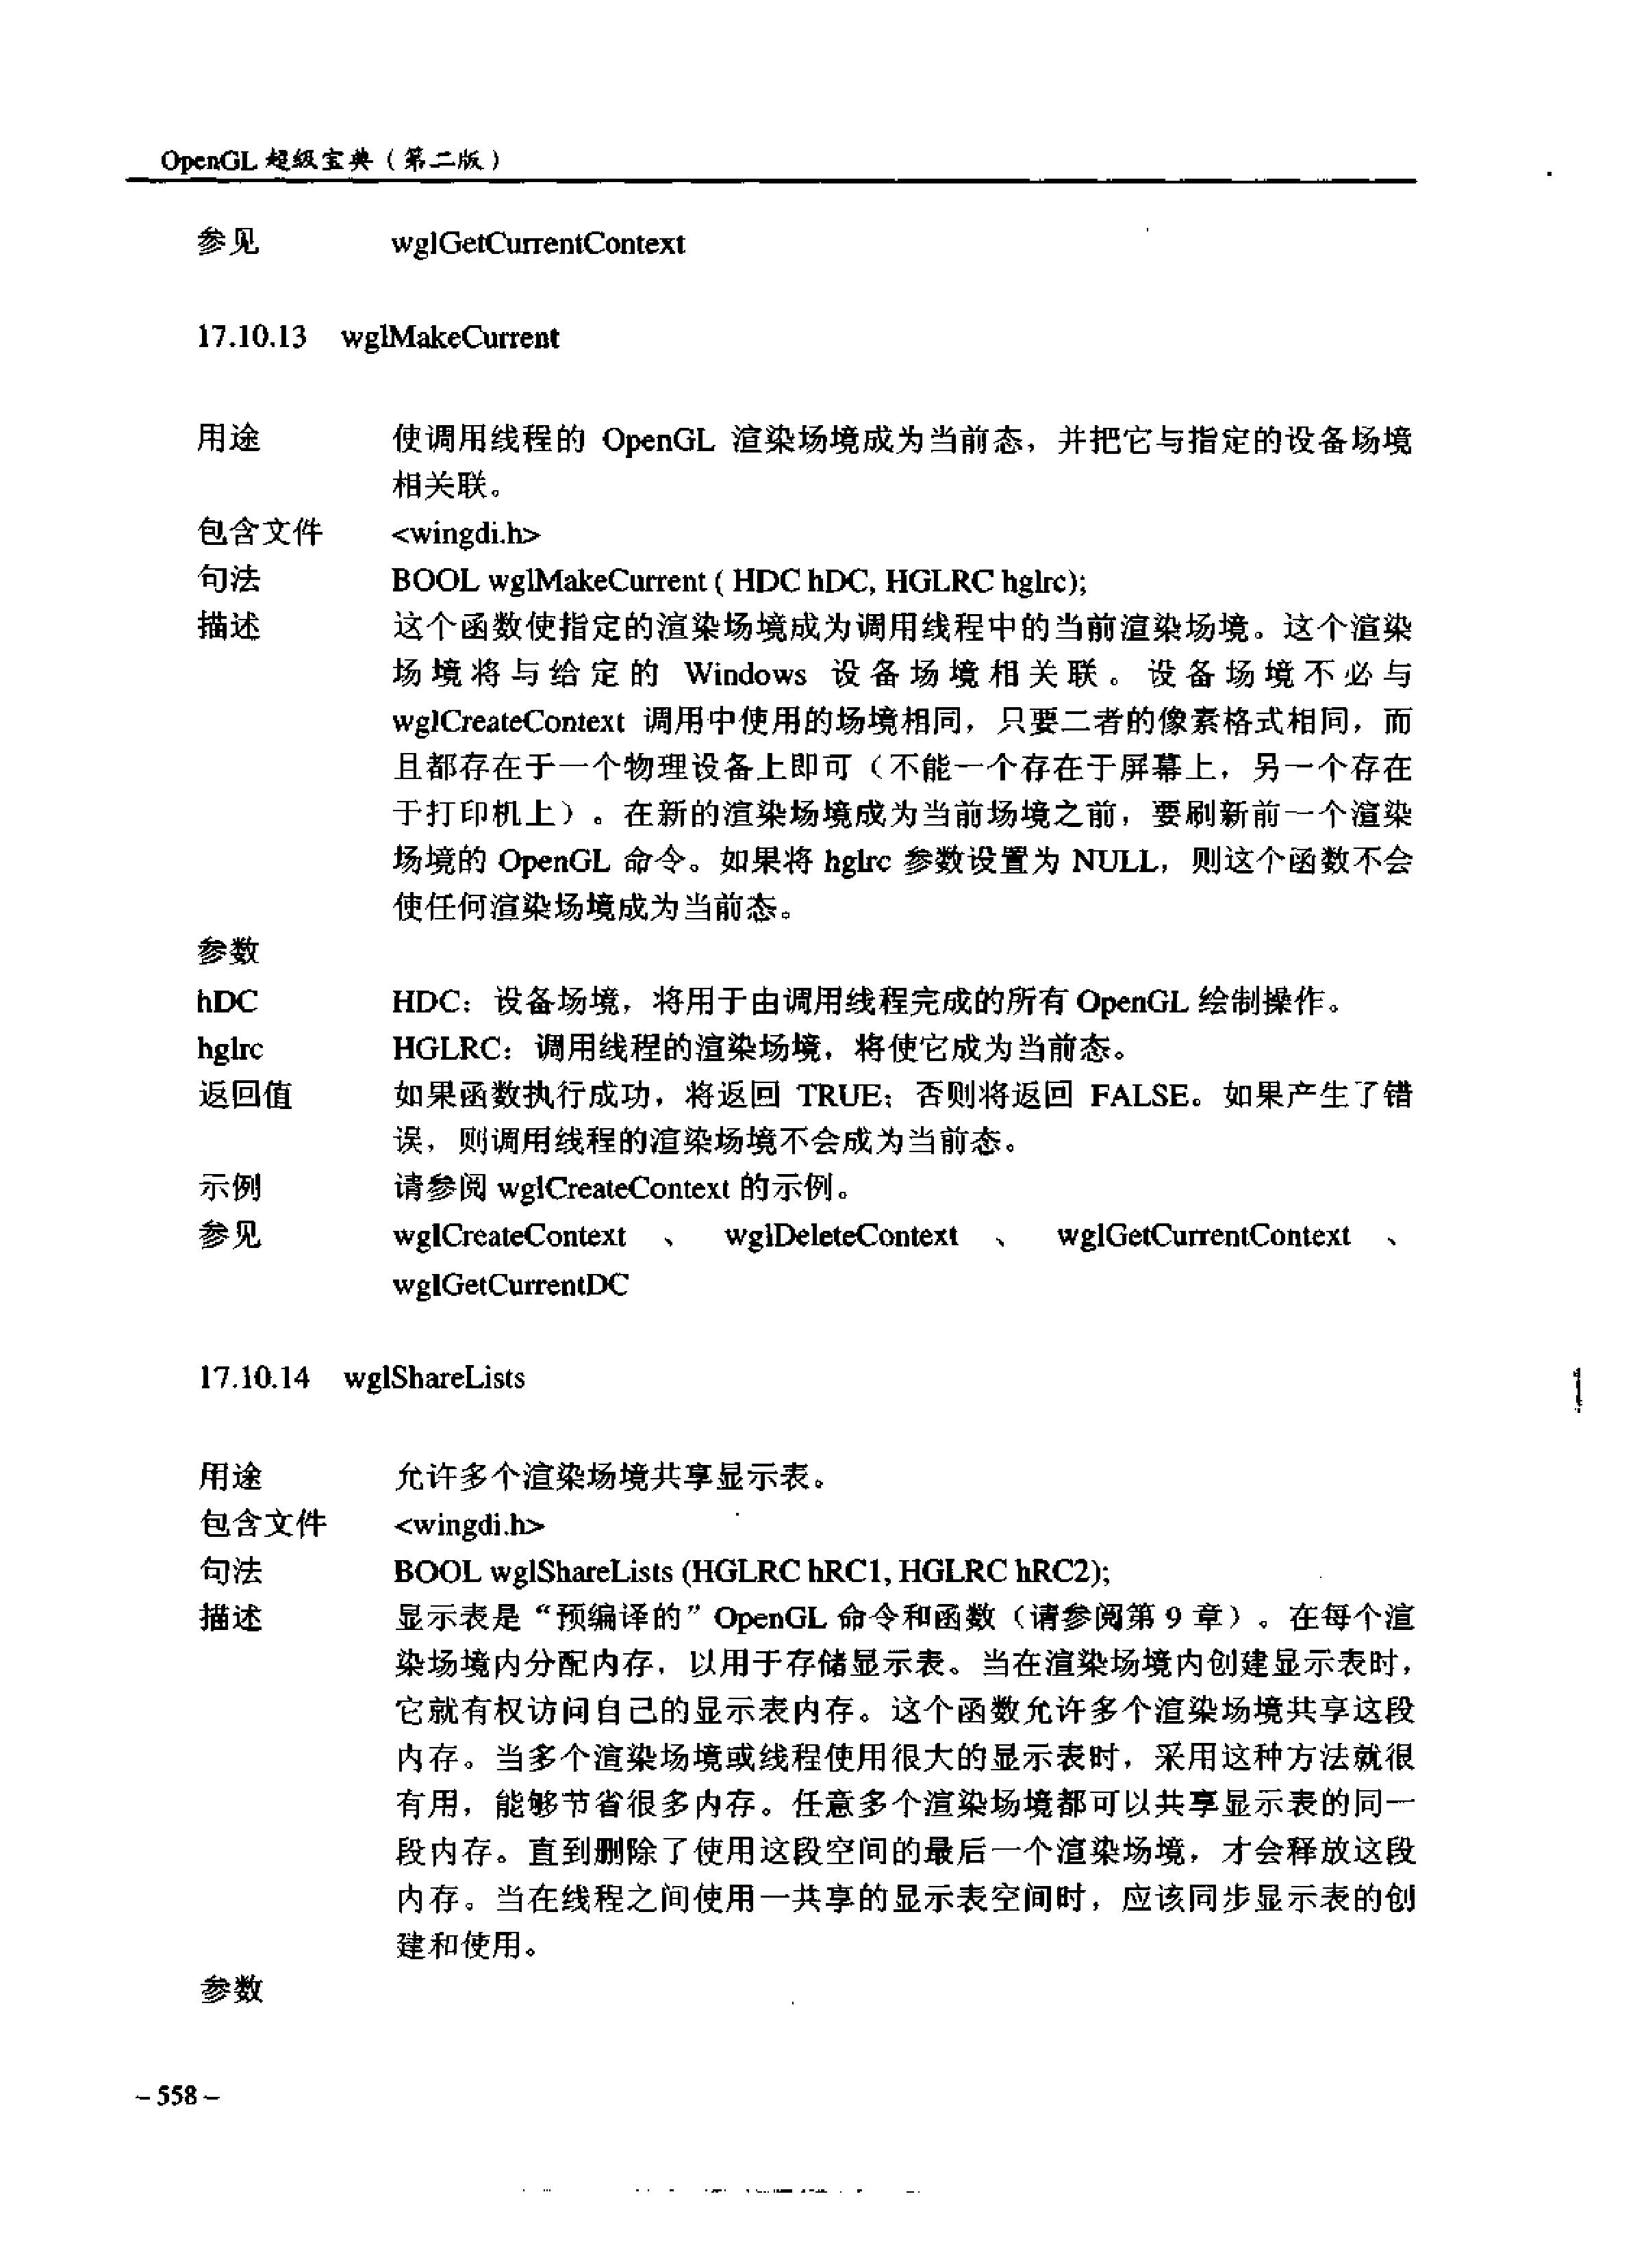 OpenGL 超级宝典（第二版）
参见 wglGetCurrentContext
17.10.13 wglMakeCurrent
用途 使调用线程的 OpenGL 渲染场境成为当前态，并把它与指定的设备场境
相关联。
包含文件 <wingdi.h>
句法 BOOL wglMakeCurrent ( HDC hDC, HGLRC hglrc);
描述 这个函数使指定的渲染场境成为调用线程中的当前渲染场境。这个渲染
场境将与给定的 Windows 设备场境相关联。设备场境不必与
wglCreateContext 调用中使用的场境相同，只要二者的像素格式相同，而
且都存在于一个物理设备上即可（不能一个存在于屏幕上，另一个存在
于打印机上）。在新的渲染场境成为当前场境之前，要刷新前一个渲染
场境的 OpenGL 命令。如果将 hglrc 参数设置为 NULL，则这个函数不会
使任何渲染场境成为当前态。
参数
hDC HDC：设备场境，将用于由调用线程完成的所有 OpenGL 绘制操作。
hglrc HGLRC：调用线程的渲染场境，将使它成为当前态。
返回值 如果函数执行成功，将返回 TRUE；否则将返回 FALSE。如果产生了错
误，则调用线程的渲染场境不会成为当前态。
示例 请参阅 wglCreateContext 的示例。
参见 wglCreateContext 、 wglDeleteContext 、 wglGetCurrentContext 、
wglGetCurrentDC
17.10.14 wglShareLists
用途 允许多个渲染场境共享显示表。
包含文件 <wingdi.h>
句法 BOOL wglShareLists (HGLRC hRC1, HGLRC hRC2);
描述 显示表是“预编译的”OpenGL 命令和函数（请参阅第 9 章）。在每个渲
染场境内分配内存，以用于存储显示表。当在渲染场境内创建显示表时，
它就有权访问自己的显示表内存。这个函数允许多个渲染场境共享这段
内存。当多个渲染场境或线程使用很大的显示表时，采用这种方法就很
有用，能够节省很多内存。任意多个渲染场境都可以共享显示表的同一
段内存。直到删除了使用这段空间的最后一个渲染场境，才会释放这段
内存。当在线程之间使用一共享的显示表空间时，应该同步显示表的创
建和使用。
参数
– 558 –